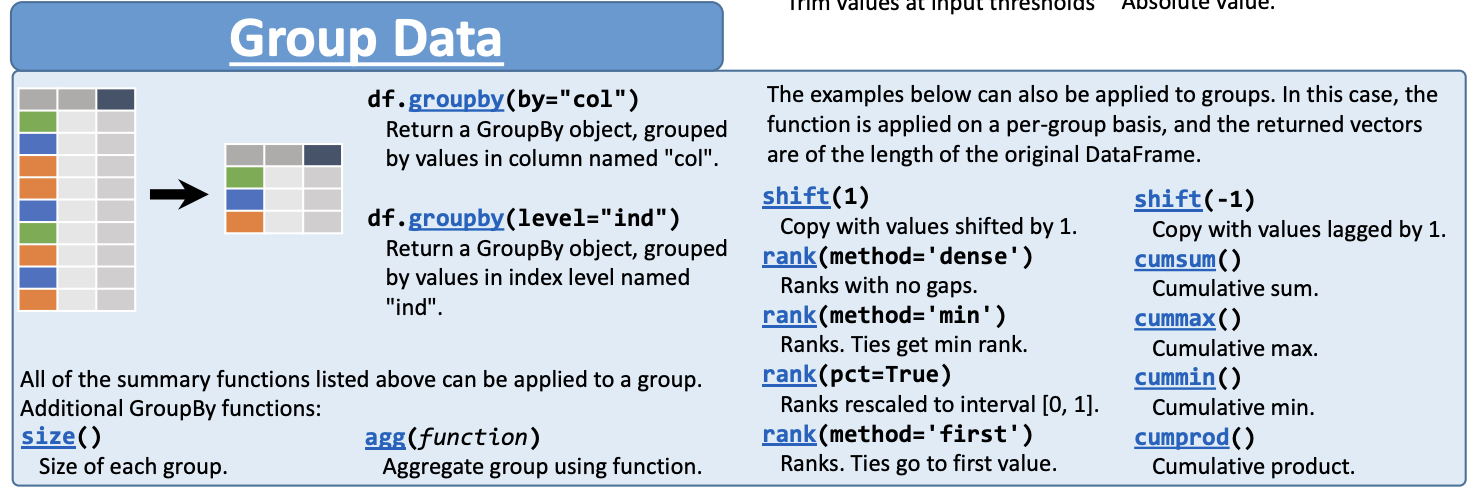 Trim values at input thresholds Absolute value.
Group Data
df.groupby(by="col")
Return a GroupBy object, grouped
by values in column named "col".
df.groupby(level="ind")
Return a GroupBy object, grouped
by values in index level named
"ind".
All of the summary functions listed above can be applied to a group.
Additional GroupBy functions:
size()
Size of each group.
agg(function)
Aggregate group using function.
The examples below can also be applied to groups. In this case, the
function is applied on a per-group basis, and the returned vectors
are of the length of the original DataFrame.
shift(1)
Copy with values shifted by 1.
rank(method='dense')
Ranks with no gaps.
rank(method='min')
Ranks. Ties get min rank.
rank(pct=True)
Ranks rescaled to interval [0, 1].
rank(method='first')
Ranks. Ties go to first value.
shift(-1)
Copy with values lagged by 1.
cumsum()
Cumulative sum.
cummax()
Cumulative max.
cummin()
Cumulative min.
cumprod()
Cumulative product.